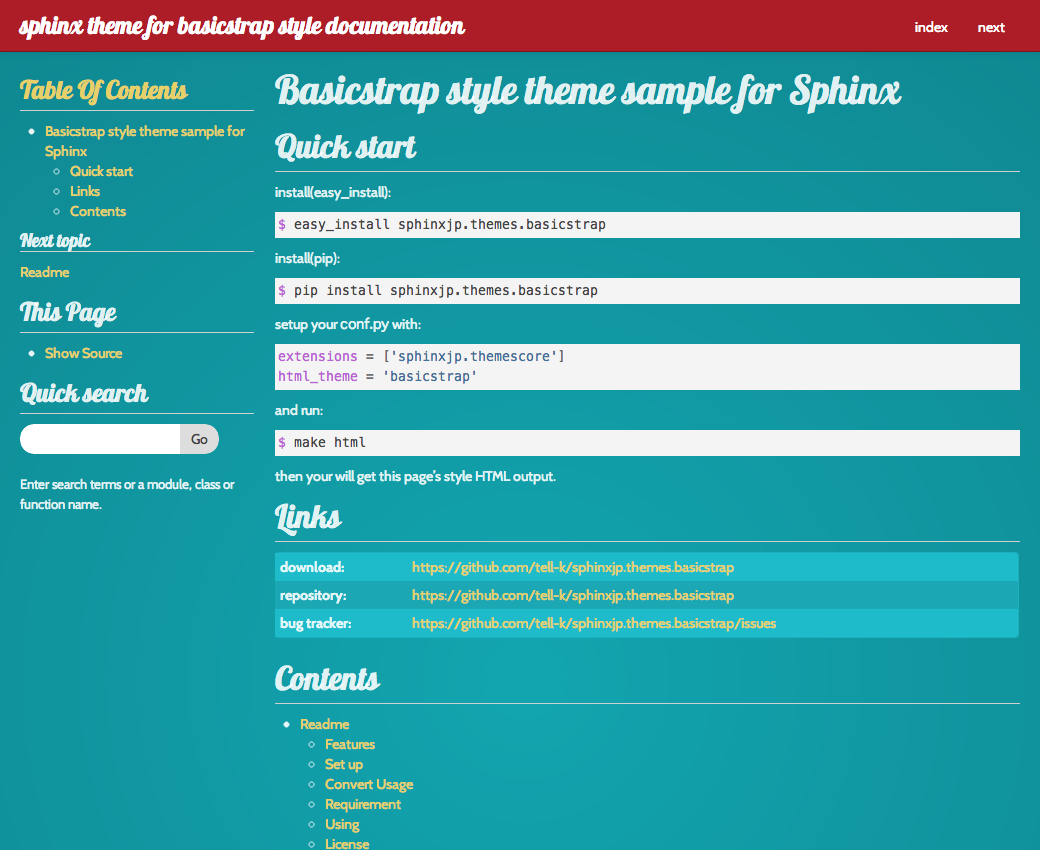 sphinx theme for basicstrap style documentation
index next
Table Of Contents
Basicstrap style theme sample for
Sphinx
Quick start
Links
Contents
Next topic
Readme
This Page
Show Source
Quick search
Go
Enter search terms or a module, class or
function name.
Basicstrap style theme sample for Sphinx
Quick start
install(easy_install):
$ easy_install sphinxjp.themes.basicstrap
install(pip):
$ pip install sphinxjp.themes.basicstrap
setup your conf.py with:
extensions = ['sphinxjp.themescore']
html_theme = 'basicstrap'
and run:
$ make html
then your will get this page's style HTML output.
Links
download: https://github.com/tell-k/sphinxjp.themes.basicstrap
repository: https://github.com/tell-k/sphinxjp.themes.basicstrap
bug tracker: https://github.com/tell-k/sphinxjp.themes.basicstrap/issues
Contents
Readme
Features
Set up
Convert Usage
Requirement
Using
License